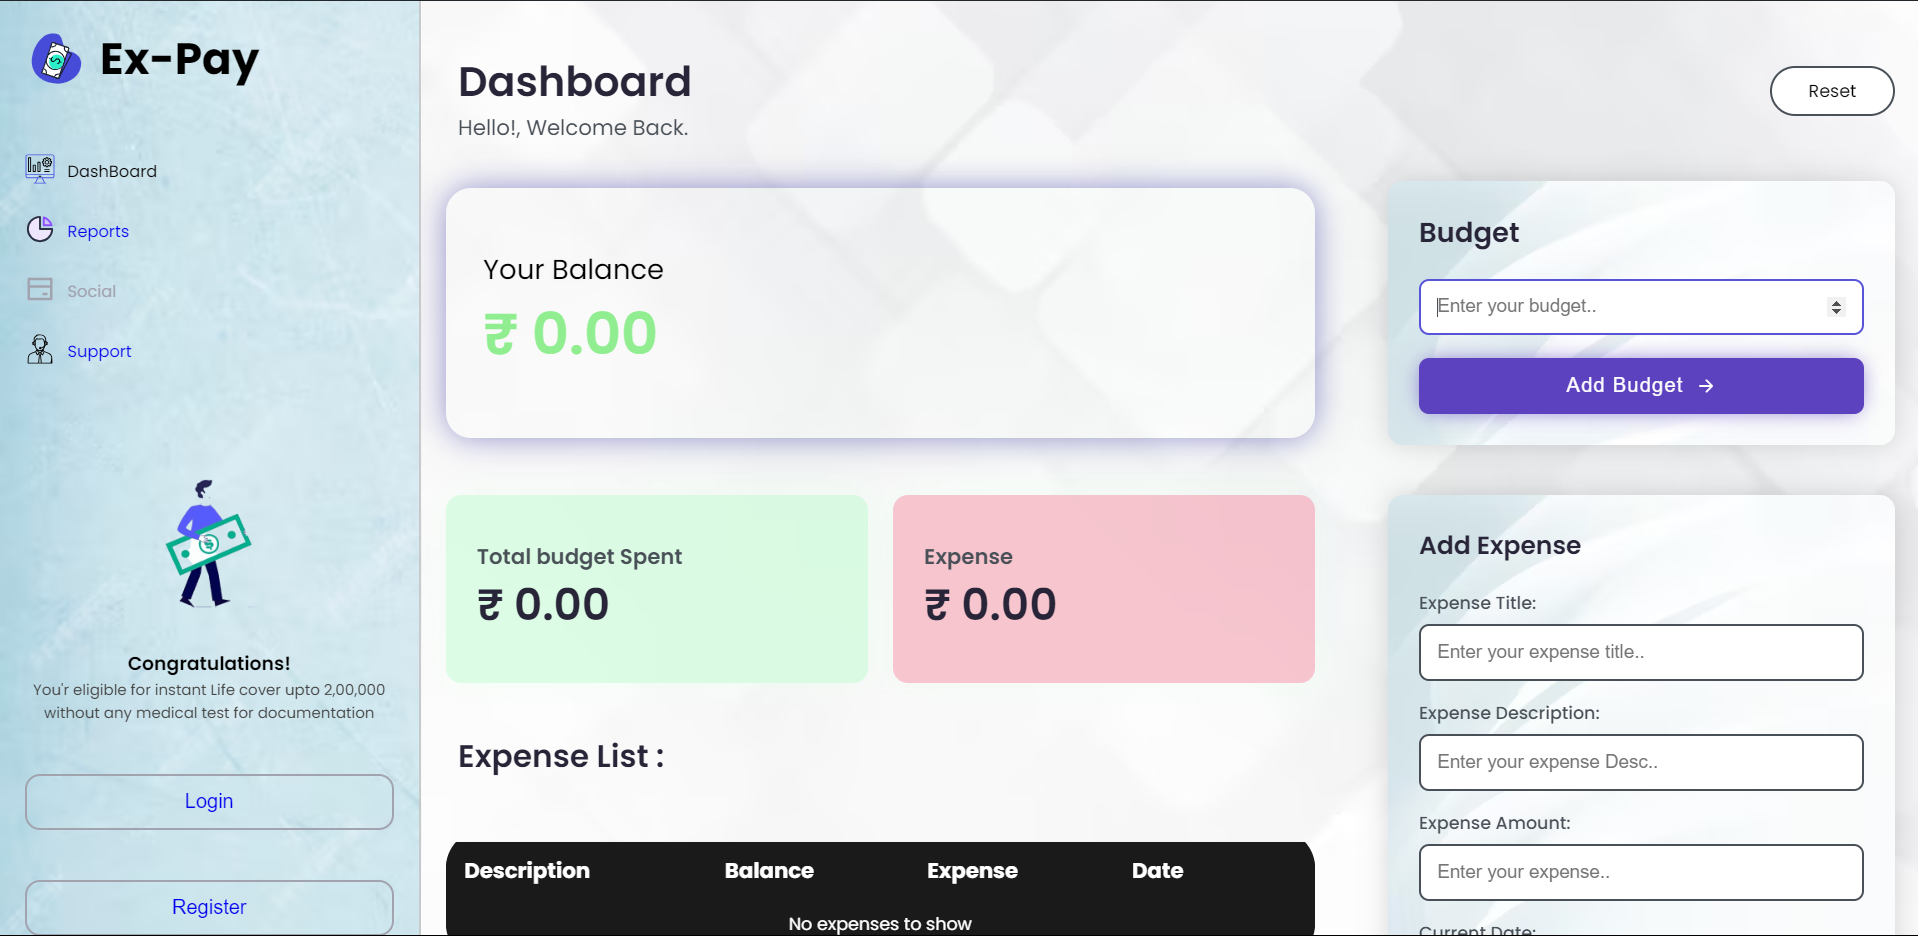 Ex-Pay
DashBoard
Reports
Social
Support
Congratulations!
You'r eligible for instant Life cover upto 2,00,000
without any medical test for documentation
Login
Register
Dashboard
Hello!, Welcome Back.
Reset
Your Balance
₹ 0.00
Total budget Spent
₹ 0.00
Expense
₹ 0.00
Expense List :
Description Balance Expense Date
No expenses to show
Budget
Enter your budget..
Add Budget →
Add Expense
Expense Title:
Enter your expense title..
Expense Description:
Enter your expense Desc..
Expense Amount:
Enter your expense..
Current Date: